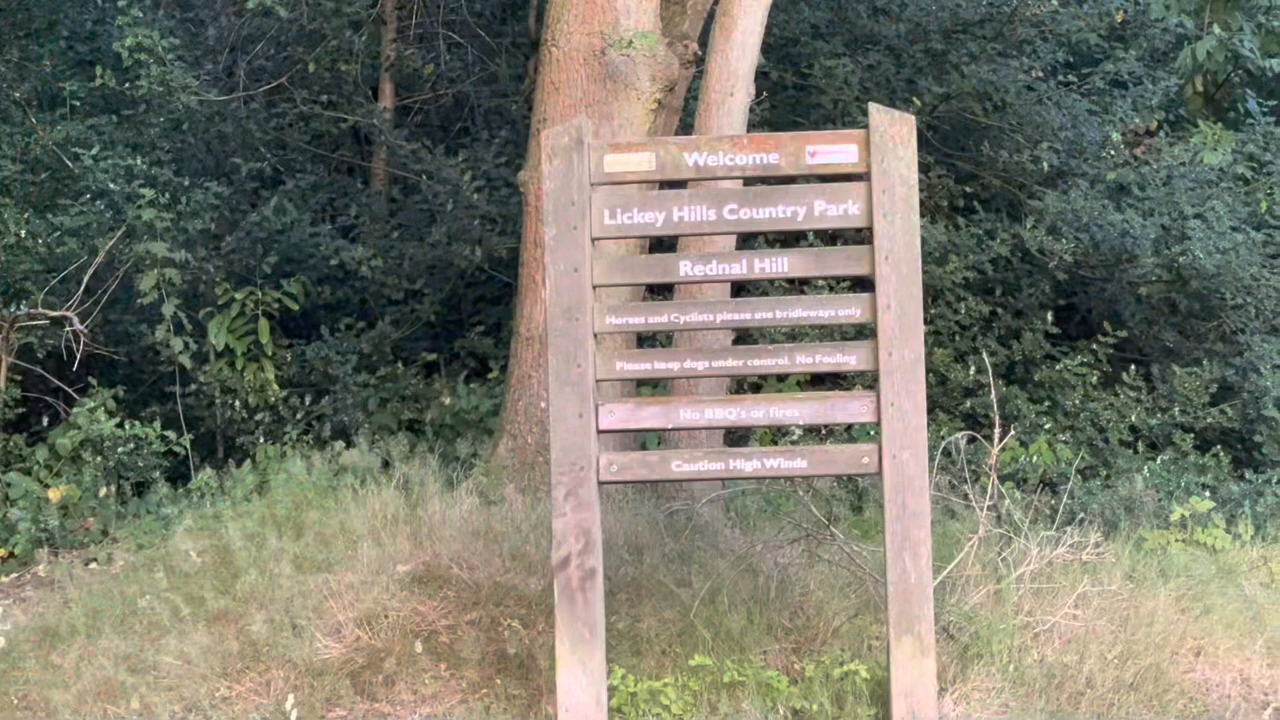 Welcome
Lickey Hills Country Park
Rednal Hill
Horses and Cyclists please use bridleways only
Please keep dogs under control. No Fouling
No BBQ's or fires
Caution High Winds